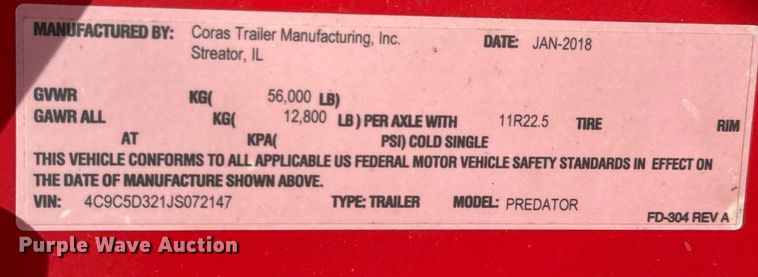 MANUFACTURED BY: Coras Trailer Manufacturing, Inc. DATE: JAN-2018
Streator, IL
GVWR KG( 56,000 LB)
GAWR ALL KG( 12,800 LB) PER AXLE WITH 11R22.5 TIRE RIM
AT KPA( PSI) COLD SINGLE
THIS VEHICLE CONFORMS TO ALL APPLICABLE US FEDERAL MOTOR VEHICLE SAFETY STANDARDS IN EFFECT ON
THE DATE OF MANUFACTURE SHOWN ABOVE.
VIN: 4C9C5D321JS072147 TYPE: TRAILER MODEL: PREDATOR
FD-304 REV A
Purple Wave Auction